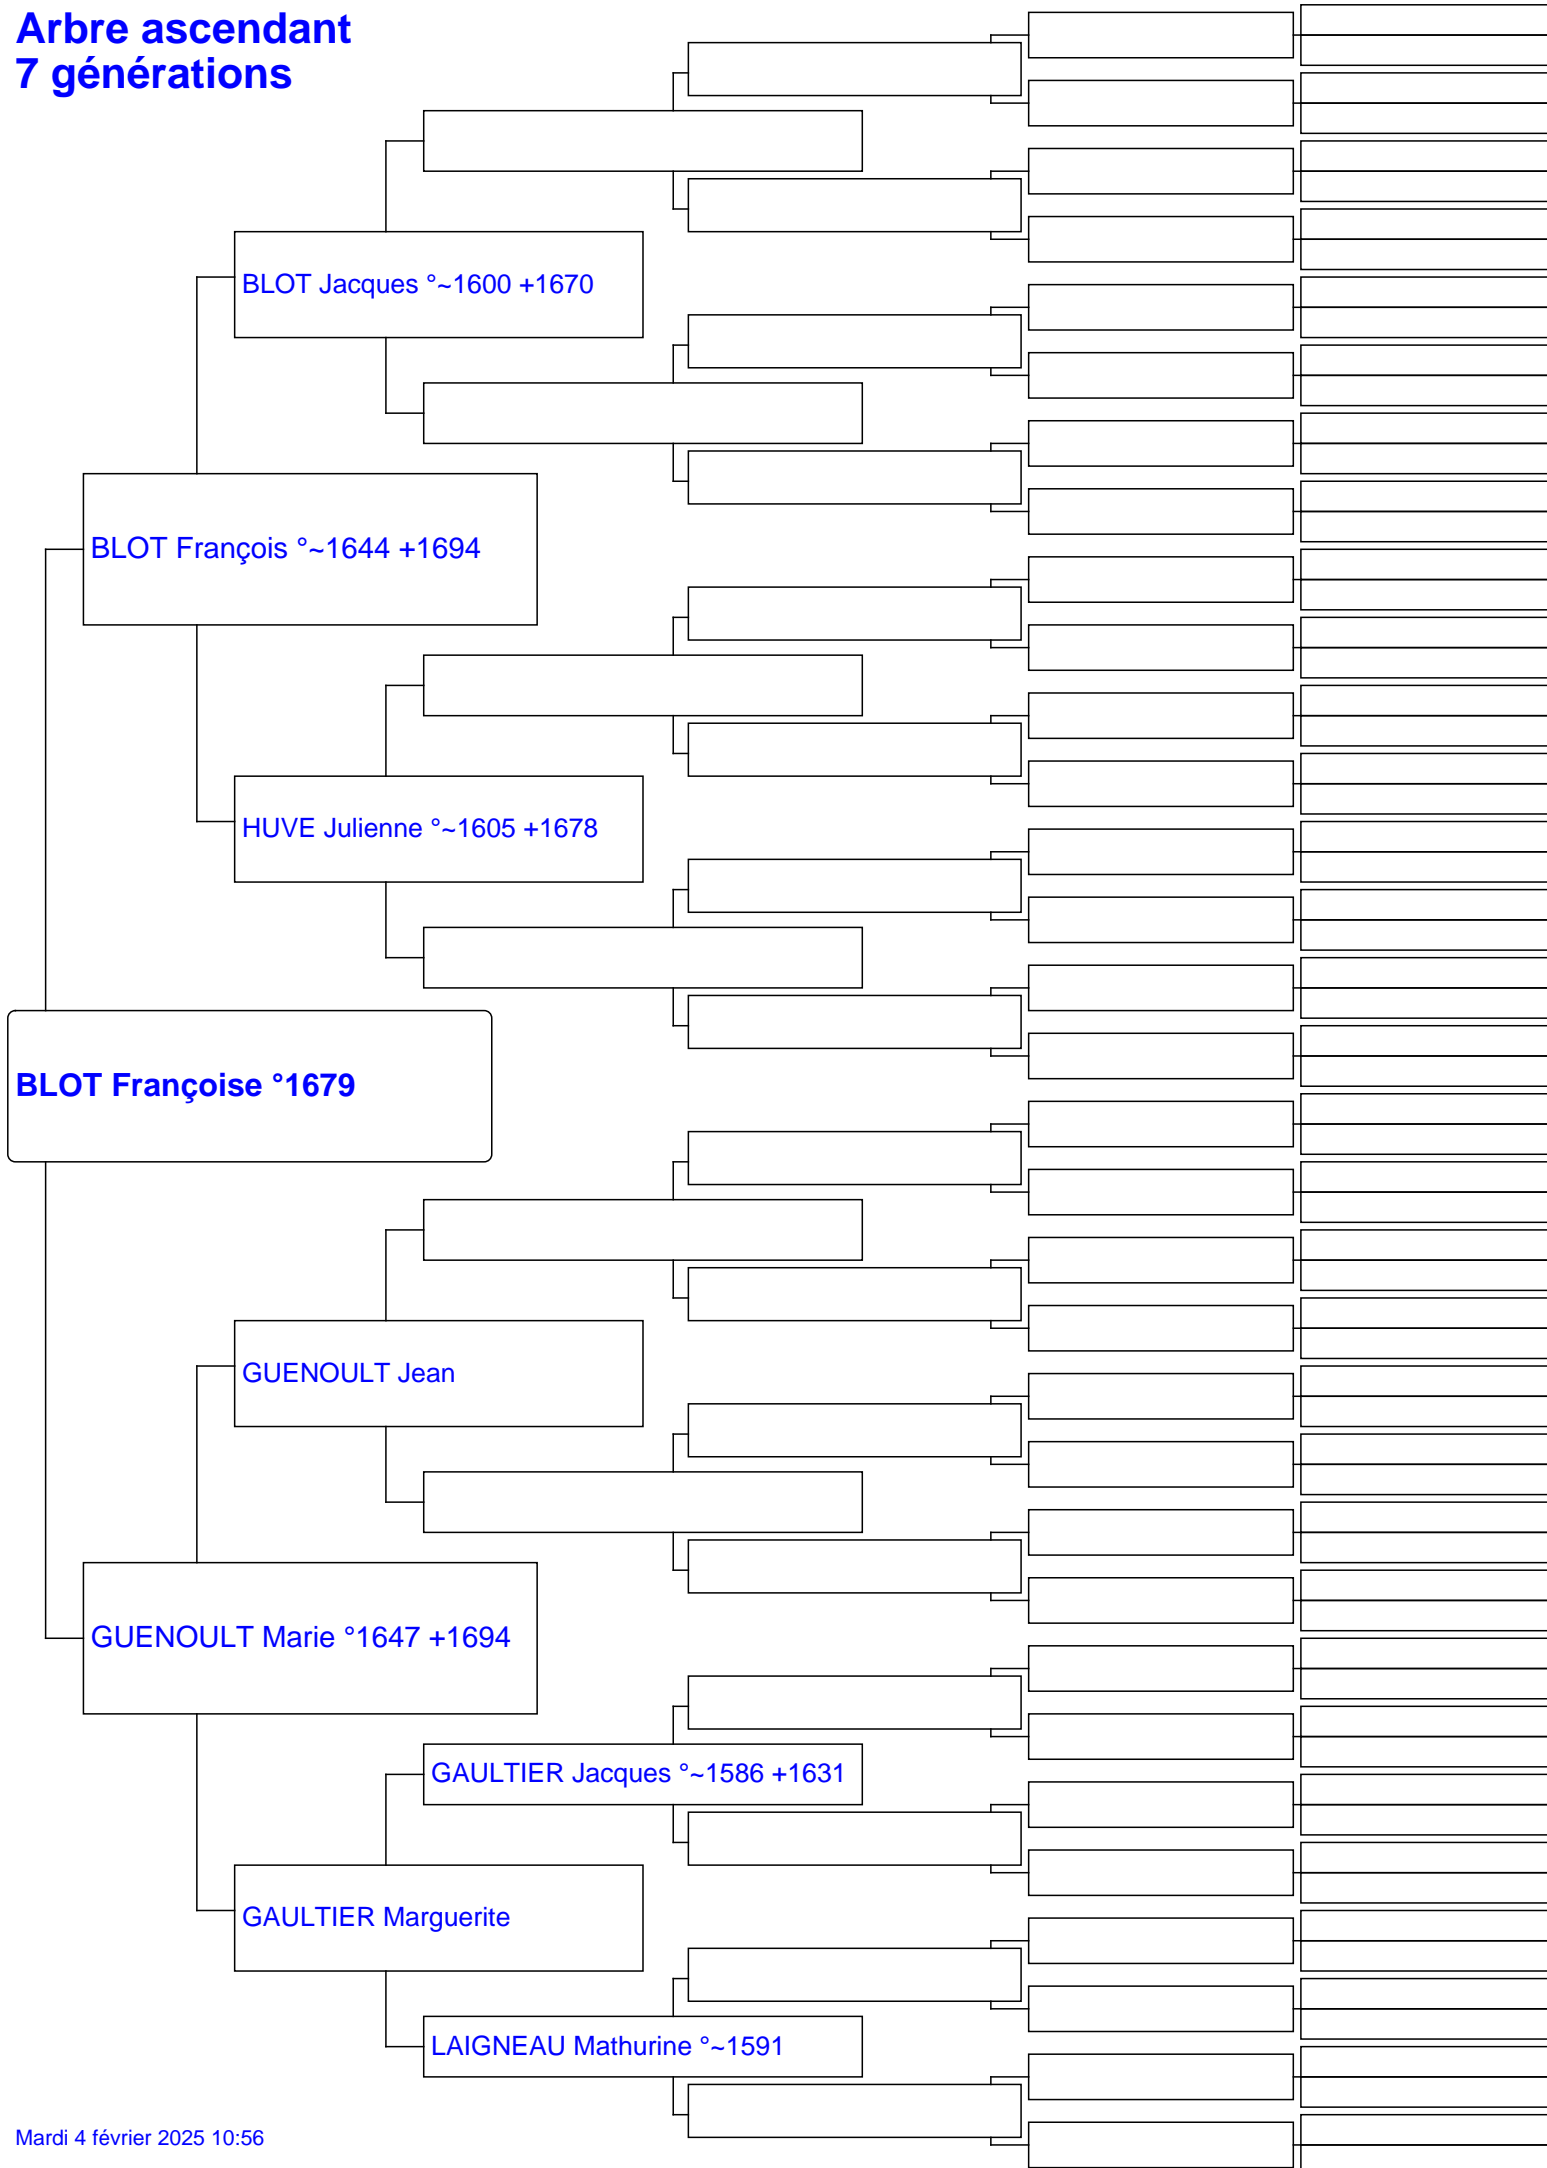 Arbre ascendant
7 générations
BLOT Jacques °~1600 +1670
BLOT François °~1644 +1694
HUVE Julienne °~1605 +1678
BLOT Françoise °1679
GUENOULT Jean
GUENOULT Marie °1647 +1694
GAULTIER Jacques °~1586 +1631
GAULTIER Marguerite
LAIGNEAU Mathurine °~1591
Mardi 4 février 2025 10:56